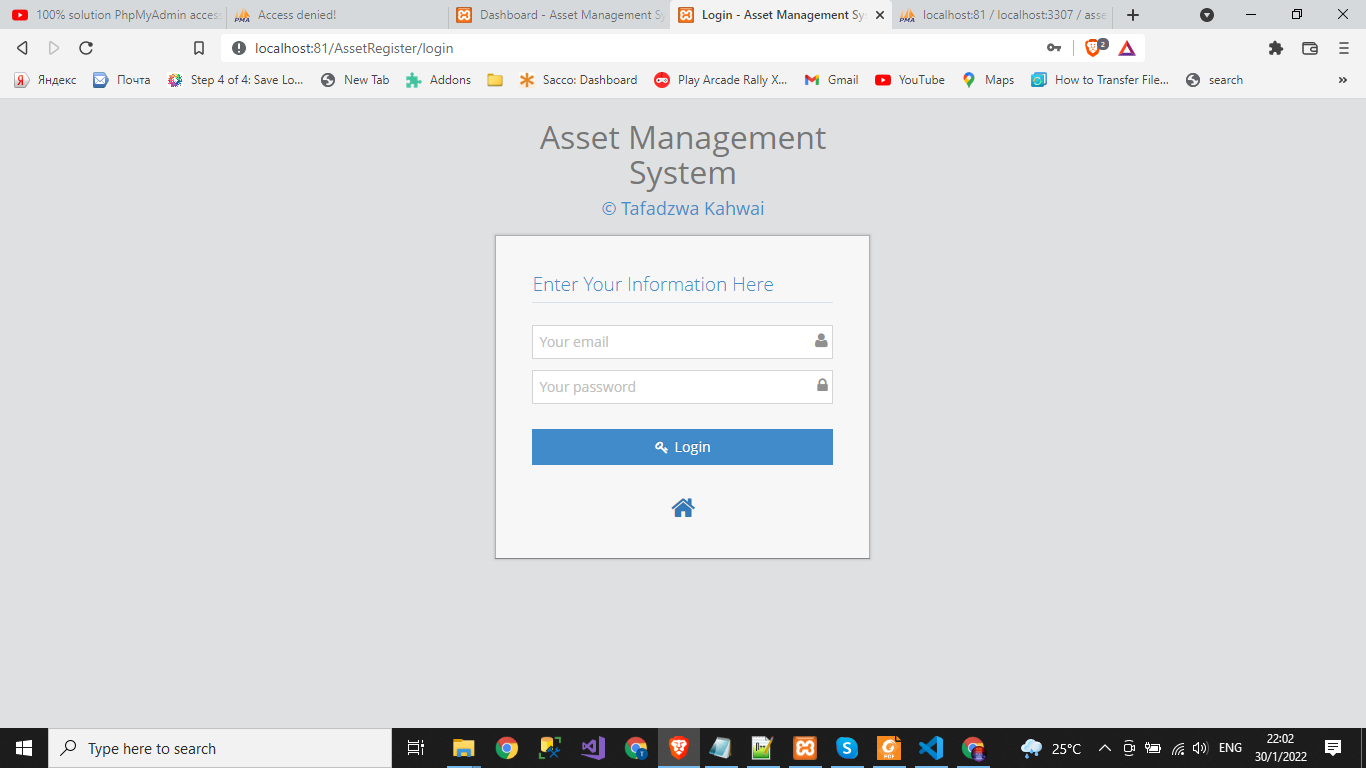 100% solution PhpMyAdmin acces
Access denied!
Dashboard - Asset Management Sy
Login - Asset Management Sy
localhost:81 / localhost:3307 / asse
localhost:81/AssetRegister/login
2
Яндекс
Почта
Step 4 of 4: Save Lo...
New Tab
Addons
Sacco: Dashboard
Play Arcade Rally X...
Gmail
YouTube
Maps
How to Transfer File...
search
»
Asset Management
System
© Tafadzwa Kahwai
Enter Your Information Here
Your email
Your password
Login
Type here to search
25°C
ENG
22:02
30/1/2022